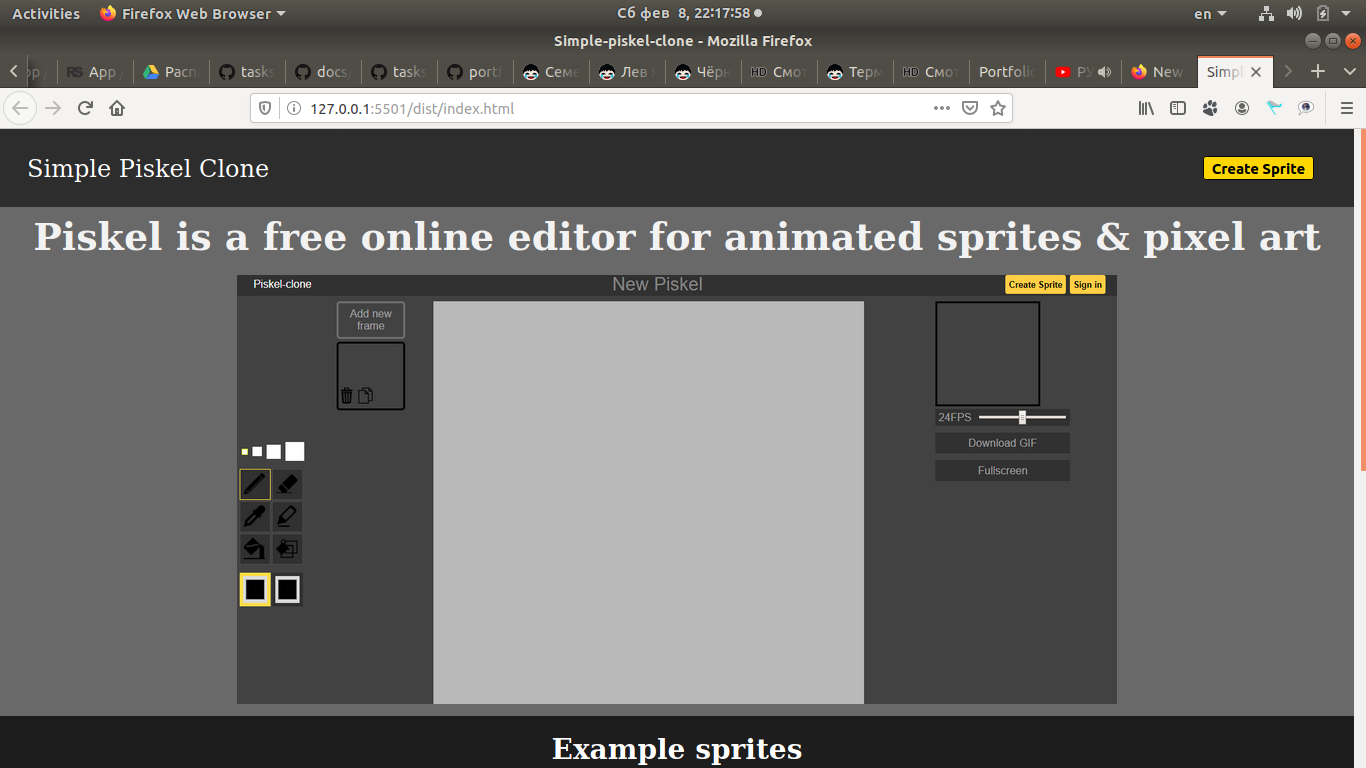 Activities Firefox Web Browser Сб фев 8, 22:17:58 en
Simple-piskel-clone - Mozilla Firefox
App Расп tasks docs tasks portf Семе Лев Чёрн HD Смот Терм HD Смот Portfolio РУ New Simpl
127.0.0.1:5501/dist/index.html
Simple Piskel Clone Create Sprite
Piskel is a free online editor for animated sprites & pixel art
Piskel-clone New Piskel Create Sprite Sign in
Add new
frame
24FPS
Download GIF
Fullscreen
Example sprites